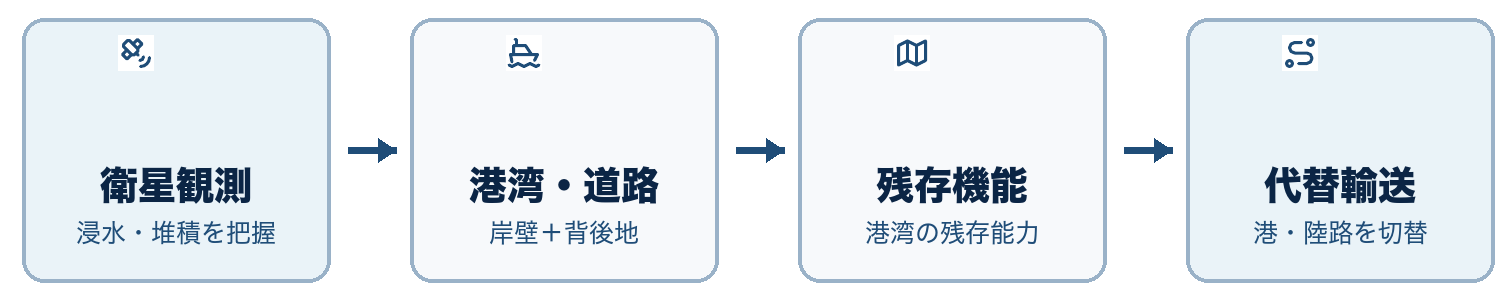 衛星観測
浸水・堆積を把握
港湾・道路
岸壁＋背後地
残存機能
港湾の残存能力
代替輸送
港・陸路を切替